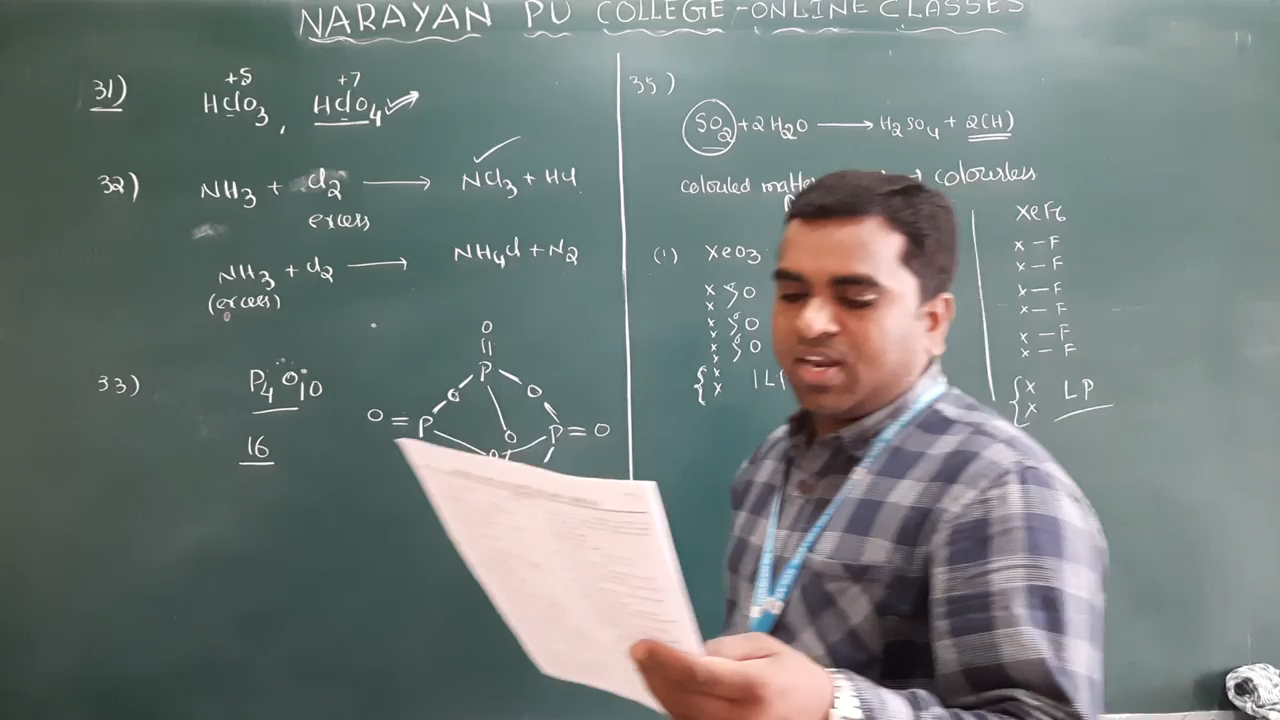 NARAYAN PU COLLEGE-ONLINE CLASSES
31) +5 +7
HClO3, HClO4
32) NH3 + Cl2 ⟶ NCl3 + HCl
excess
NH3 + Cl2 ⟶ NH4Cl + N2
(excess)
33) P4O10
16
O
P
O O
O = P O P = O
O
35)
SO2 + 2H2O ⟶ H2SO4 + 2(H)
coloured colourless
(1) XeO3
x x O
x x O
x x O
x x
XeF6
x – F
x – F
x – F
x – F
x – F
x – F
x x LP